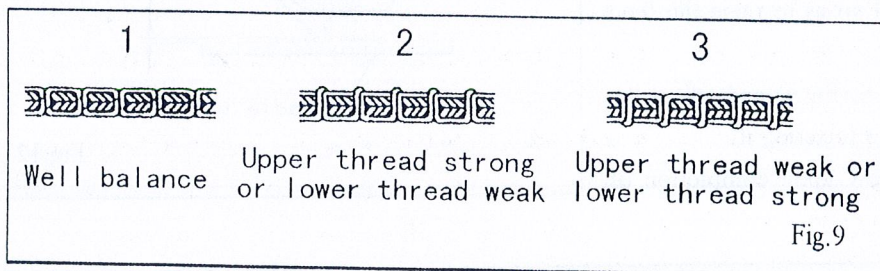 1
Well balance
2
Upper thread strong
or lower thread weak
3
Upper thread weak or
lower thread strong
Fig.9